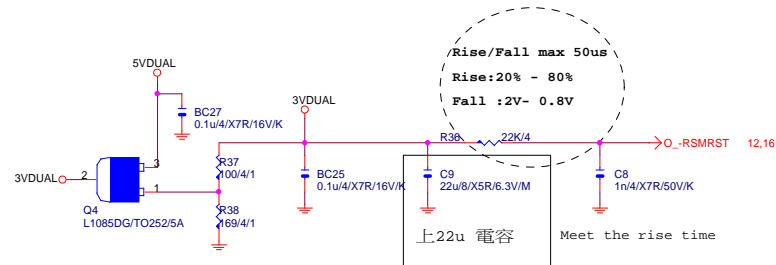 Rise/Fall max 50us
Rise:20% - 80%
Fall :2V- 0.8V
5VDUAL
BC27
0.1u/4/X7R/16V/K
3VDUAL
R36
22K/4
O_-RSMRST 12,16
3VDUAL
2
3
1
Q4
L1085DG/TO252/5A
R37
100/4/1
R38
169/4/1
BC25
0.1u/4/X7R/16V/K
C9
22u/8/X5R/6.3V/M
C8
1n/4/X7R/50V/K
上22u 電容
Meet the rise time